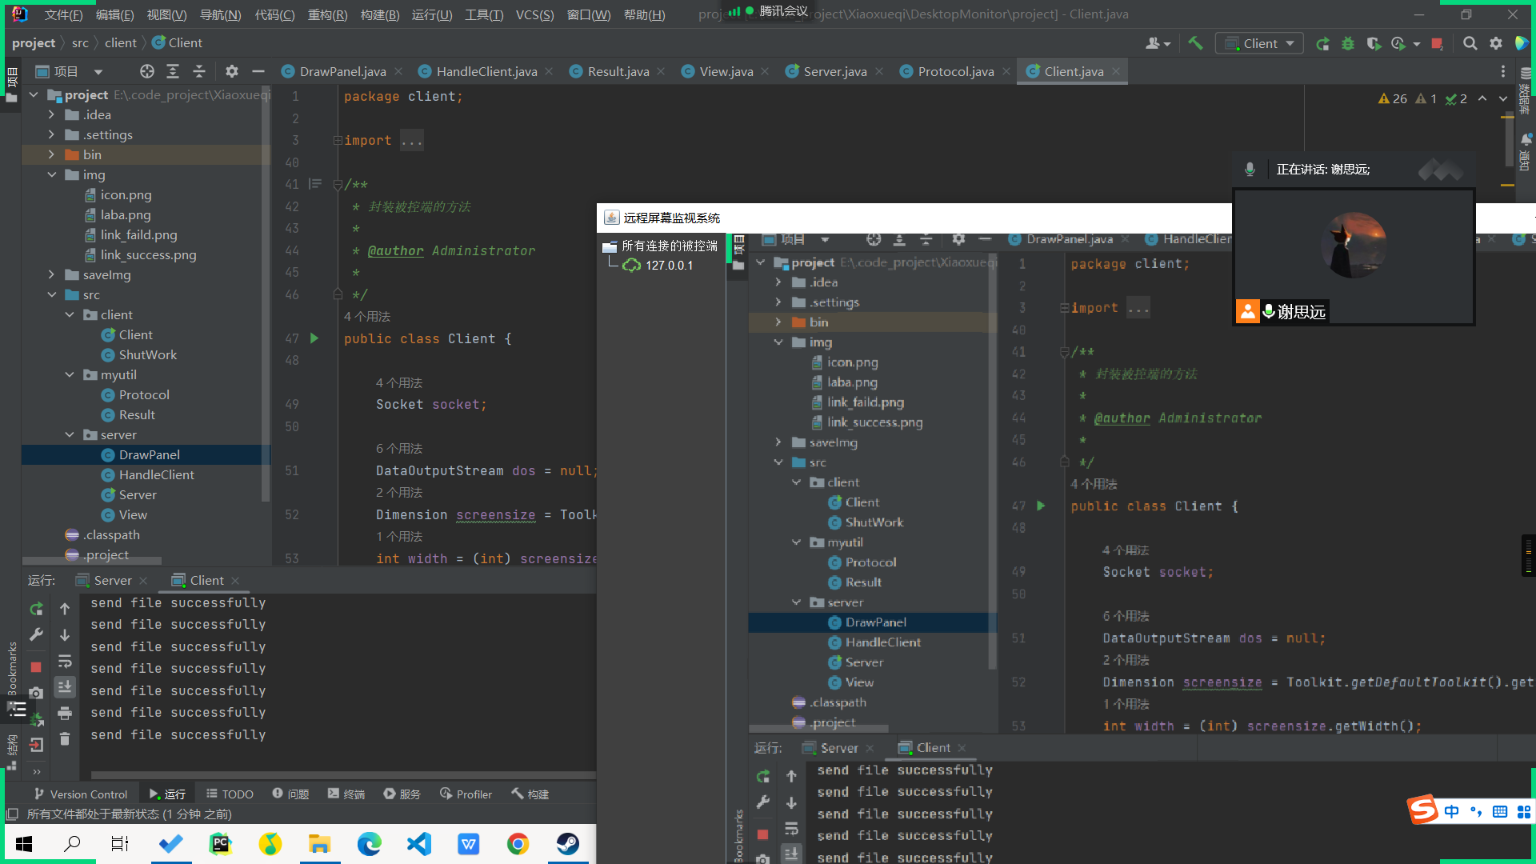 文件(F) 编辑(E) 视图(V) 导航(N) 代码(C) 重构(R) 构建(B) 运行(U) 工具(T) VCS(S) 窗口(W) 帮助(H)
腾讯会议
project\Xiaoxueqi\DesktopMonitor\project] - Client.java
project src client Client
Client
项目
DrawPanel.java HandleClient.java Result.java View.java Server.java Protocol.java Client.java
26 1 2
project E:\.code_project\Xiaoxueqi
.idea
.settings
bin
img
icon.png
laba.png
link_faild.png
link_success.png
saveImg
src
client
Client
ShutWork
myutil
Protocol
Result
server
DrawPanel
HandleClient
Server
View
.classpath
.project
1 package client;
2
3 import ...
40
41 /**
42 * 封装被控端的方法
43 *
44 * @author Administrator
45 *
46 */
4 个用法
47 public class Client {
48
4 个用法
49 Socket socket;
50
6 个用法
51 DataOutputStream dos = null;
2 个用法
52 Dimension screensize = Toolk
1 个用法
53 int width = (int) screensize
运行: Server Client
send file successfully
send file successfully
send file successfully
send file successfully
send file successfully
send file successfully
send file successfully
Bookmarks
结构
Version Control 运行 TODO 问题 终端 服务 Profiler 构建
所有文件都处于最新状态 (1 分钟 之前)
数据库
通知
正在讲话: 谢思远;
谢思远
远程屏幕监视系统
所有连接的被控端
127.0.0.1
项目
DrawPanel.java HandleClien
project E:\.code_project\Xiaoxueqi
.idea
.settings
bin
img
icon.png
laba.png
link_faild.png
link_success.png
saveImg
src
client
Client
ShutWork
myutil
Protocol
Result
server
DrawPanel
HandleClient
Server
View
.classpath
.project
1 package client;
2
3 import ...
40
41 /**
42 * 封装被控端的方法
43 *
44 * @author Administrator
45 *
46 */
4 个用法
47 public class Client {
48
4 个用法
49 Socket socket;
50
6 个用法
51 DataOutputStream dos = null;
2 个用法
52 Dimension screensize = Toolkit.getDefaultToolkit().get
1 个用法
53 int width = (int) screensize.getWidth();
运行: Server Client
send file successfully
send file successfully
send file successfully
send file successfully
send file successfully
Bookmarks
中